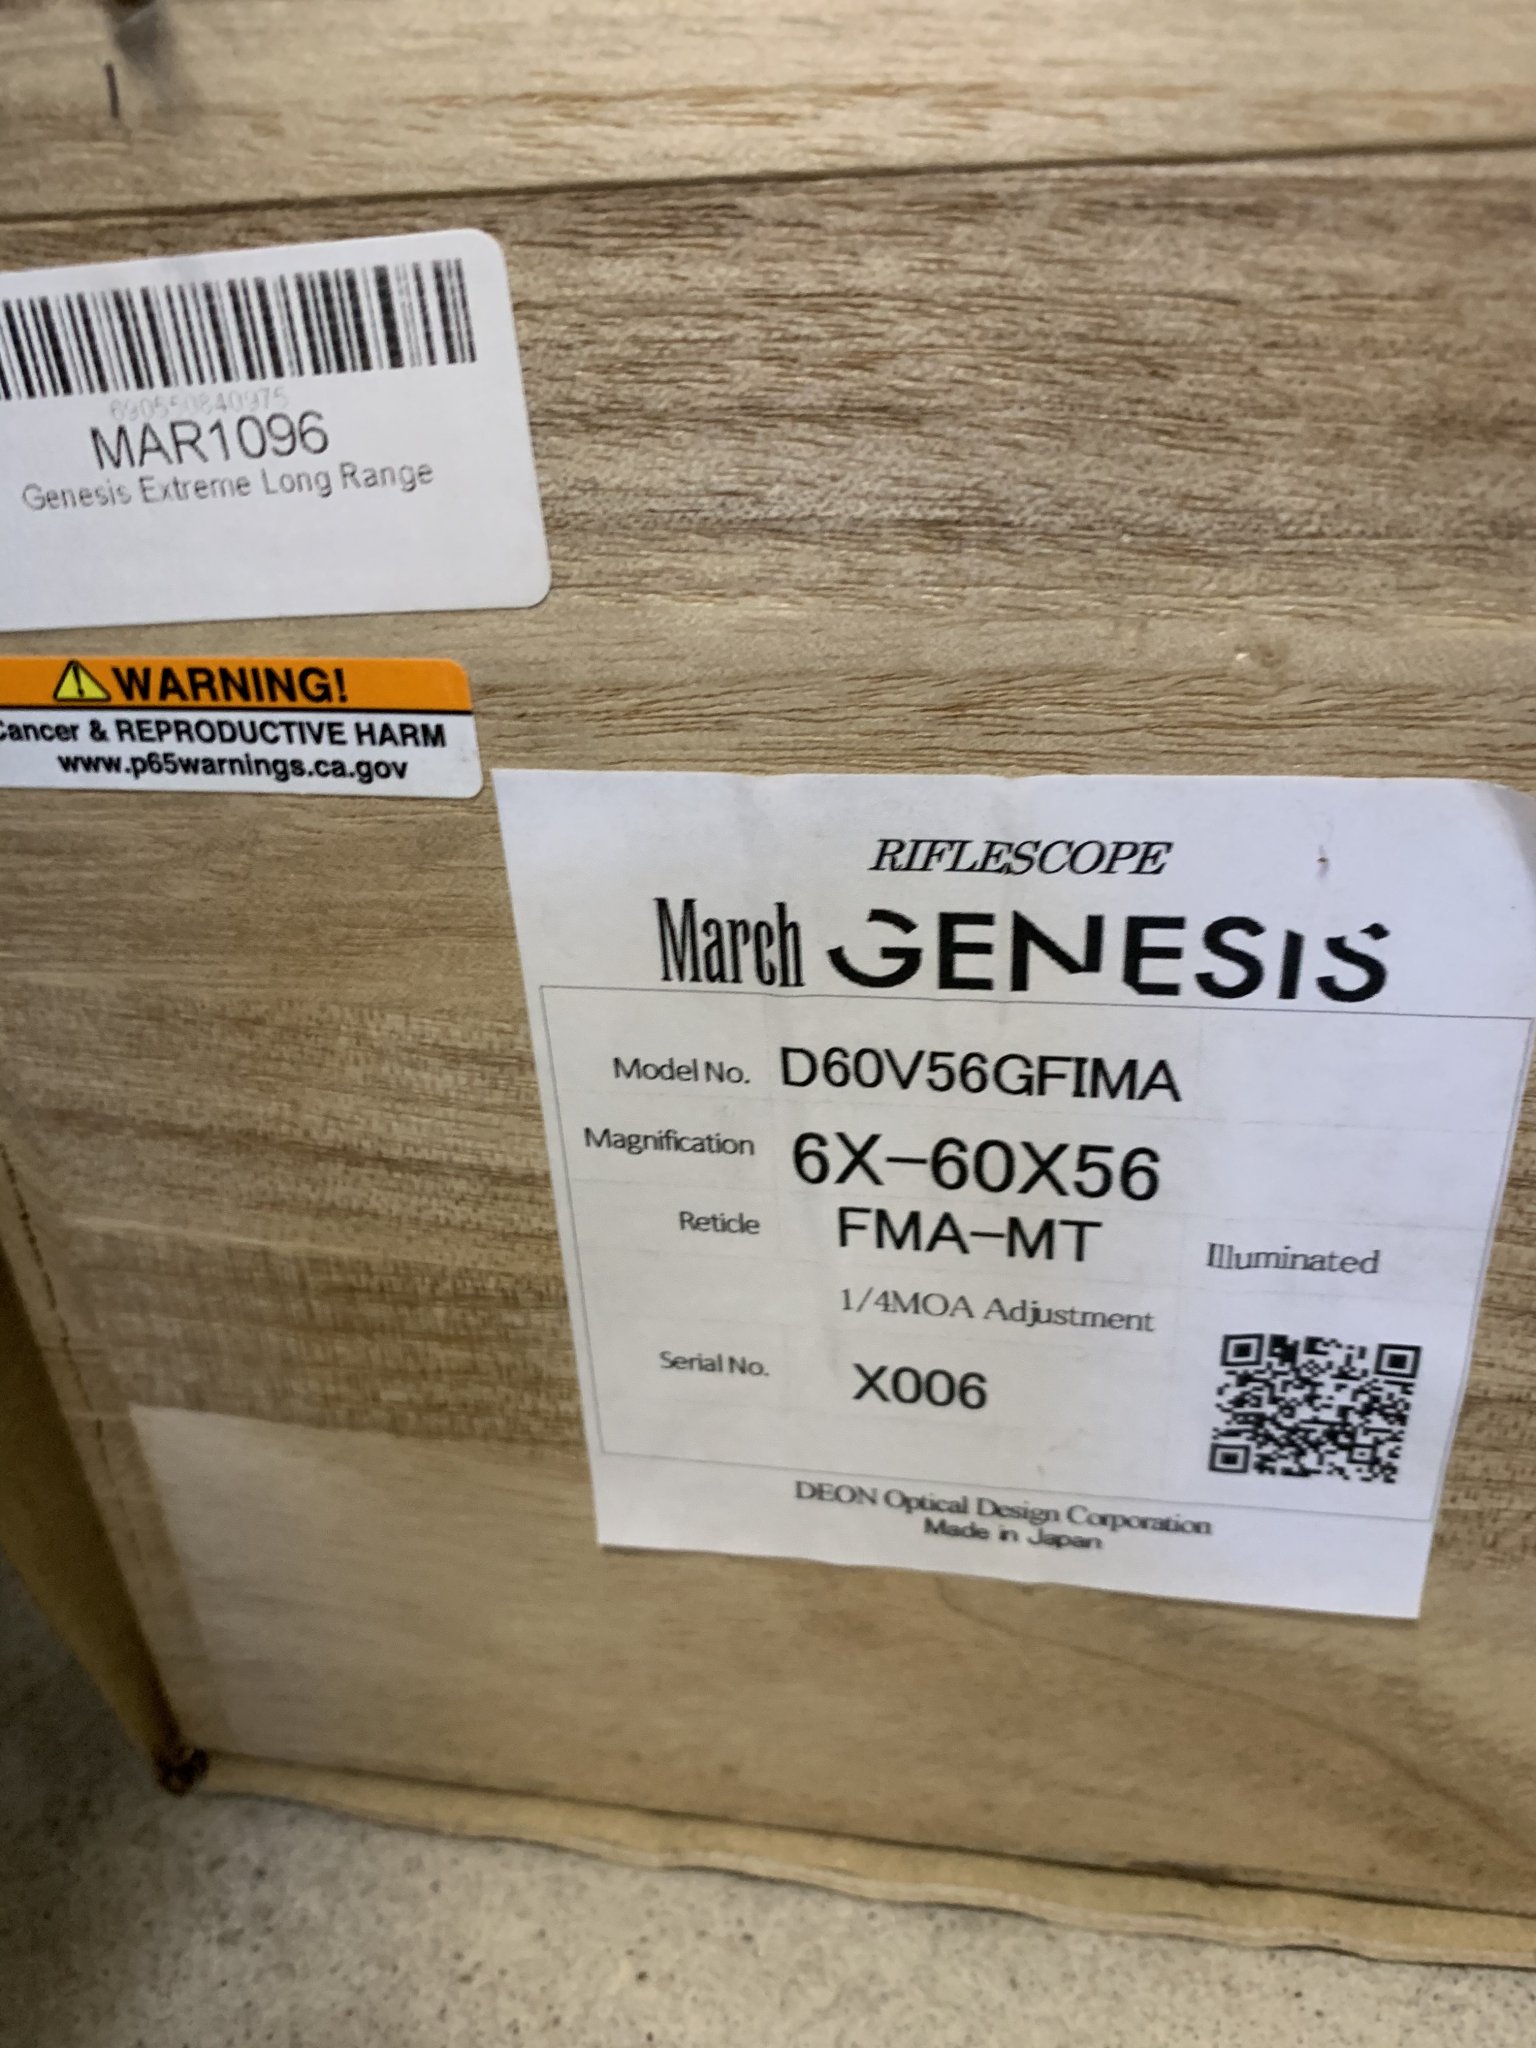 690550840975
MAR1096
Genesis Extreme Long Range
WARNING!
Cancer & REPRODUCTIVE HARM
www.p65warnings.ca.gov
RIFLESCOPE
March GENESIS
Model No. D60V56GFIMA
Magnification 6X-60X56
Reticle FMA-MT Illuminated
1/4MOA Adjustment
Serial No. X006
DEON Optical Design Corporation
Made in Japan